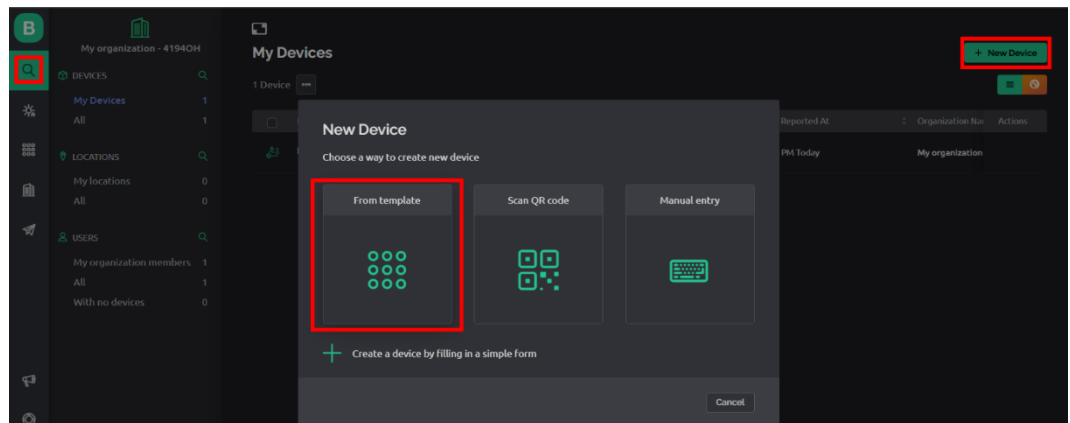 B
My organization - 4194OH
DEVICES
My Devices 1
All 1
LOCATIONS
My locations 0
All 0
USERS
My organization members 1
All 1
With no devices 0
My Devices
+ New Device
1 Device
Reported At
Organization Na
Actions
PM Today
My organization
New Device
Choose a way to create new device
From template
Scan QR code
Manual entry
Create a device by filling in a simple form
Cancel